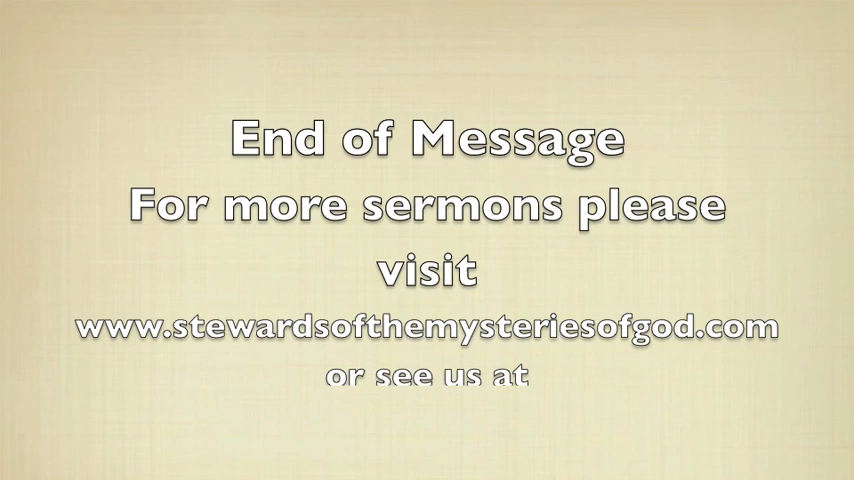 End of Message
For more sermons please
visit
www.stewardsofthemysteriesofgod.com
or see us at